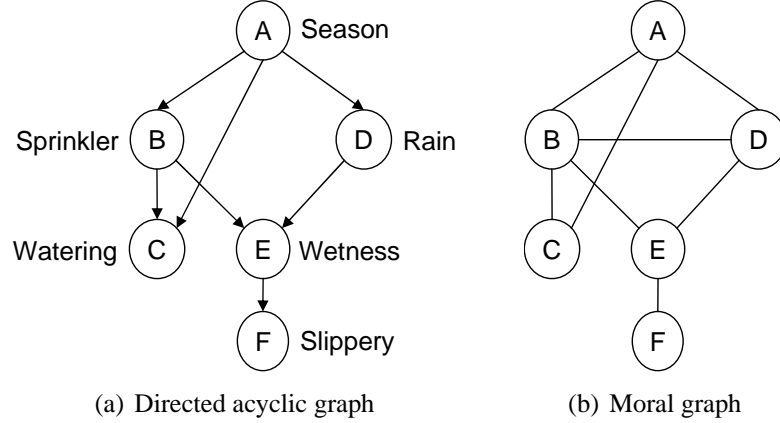 A Season
Sprinkler B D Rain
Watering C E Wetness
F Slippery
(a) Directed acyclic graph
A
B D
C E
F
(b) Moral graph